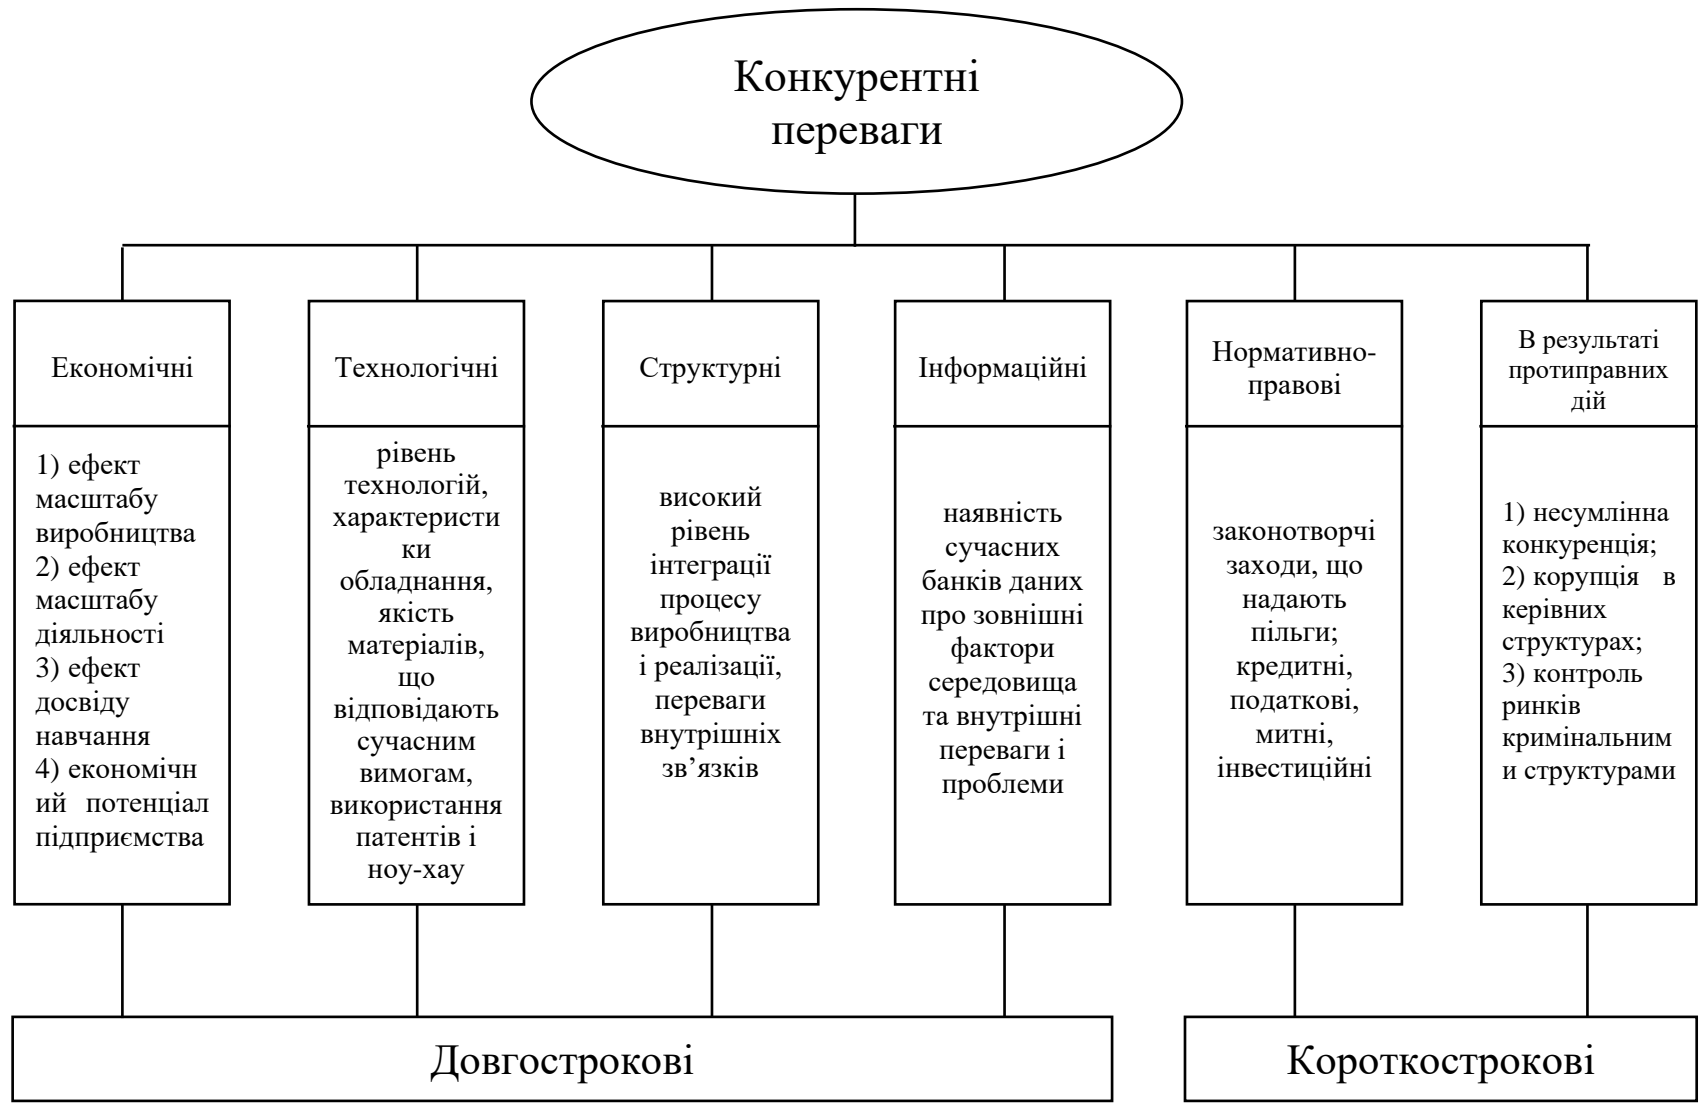 Конкурентні
переваги
Економічні
1) ефект
масштабу
виробництва
2) ефект
масштабу
діяльності
3) ефект
досвіду
навчання
4) економічн
ий потенціал
підприємства
Технологічні
рівень
технологій,
характеристи
ки
обладнання,
якість
матеріалів,
що
відповідають
сучасним
вимогам,
використання
патентів і
ноу-хау
Структурні
високий
рівень
інтеграції
процесу
виробництва
і реалізації,
переваги
внутрішніх
зв’язків
Інформаційні
наявність
сучасних
банків даних
про зовнішні
фактори
середовища
та внутрішні
переваги і
проблеми
Нормативно-
правові
законотворчі
заходи, що
надають
пільги;
кредитні,
податкові,
митні,
інвестиційні
В результаті
протиправних
дій
1) несумлінна
конкуренція;
2) корупція в
керівних
структурах;
3) контроль
ринків
кримінальним
и структурами
Довгострокові
Короткострокові